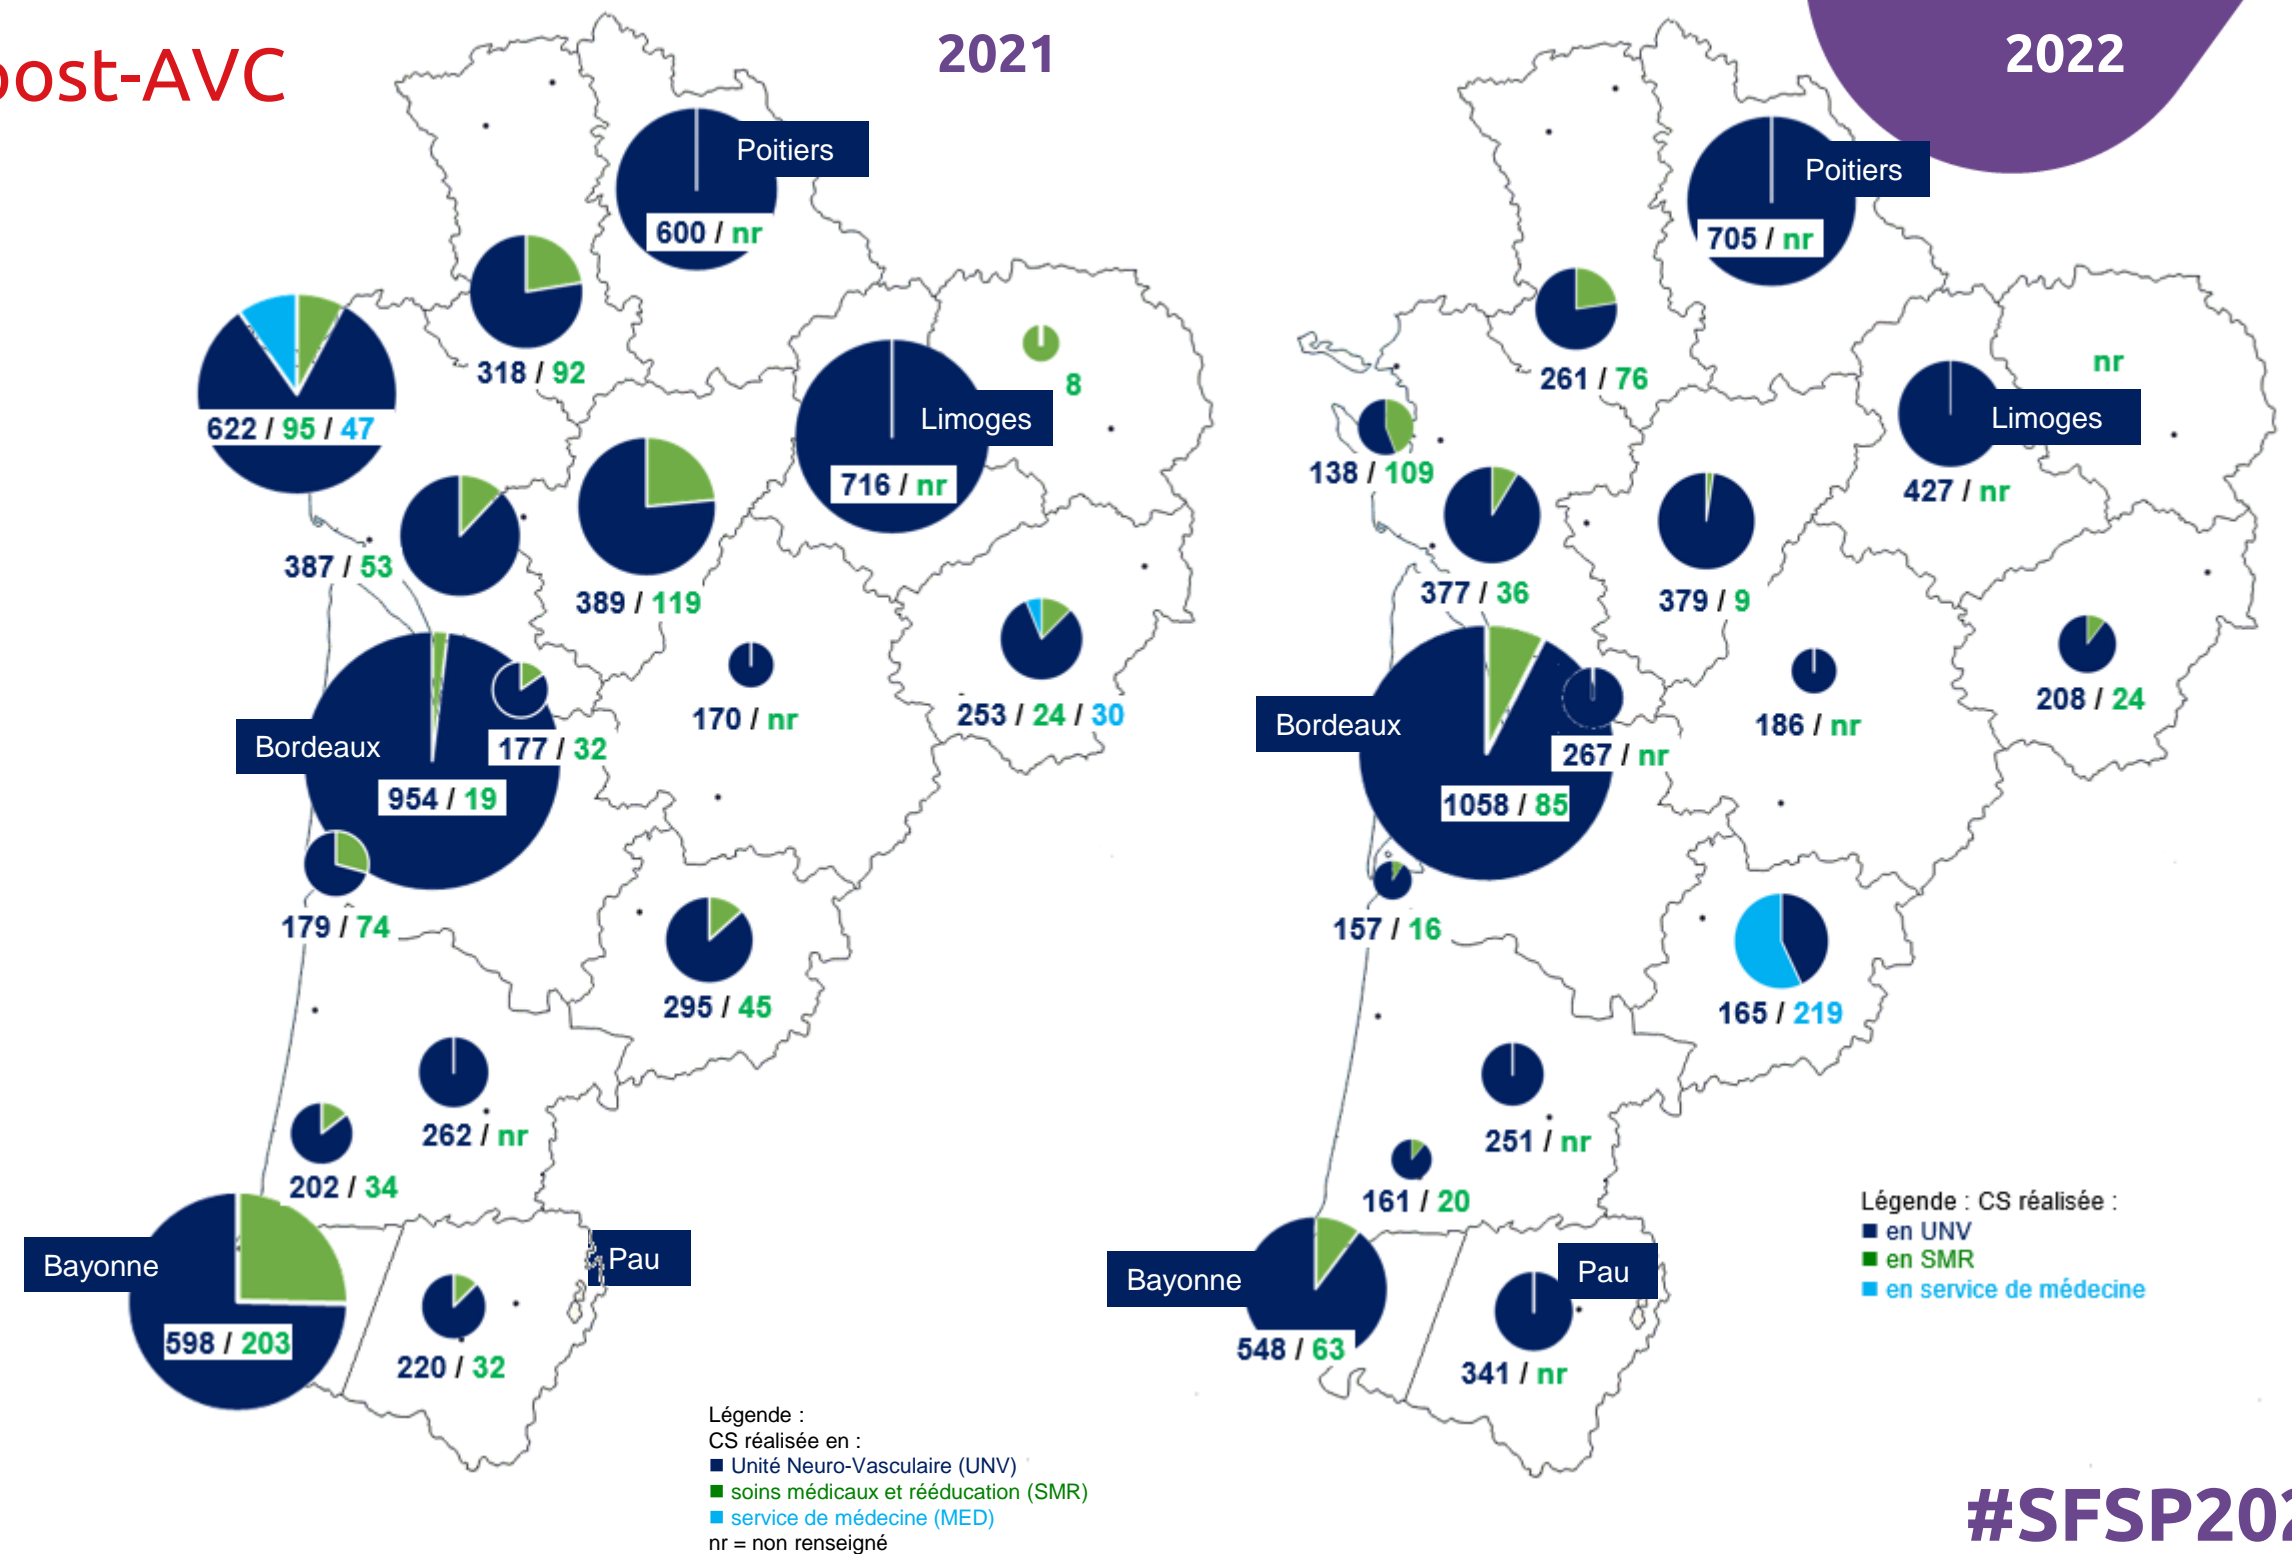 post-AVC
2021
Poitiers
600 / nr
318 / 92
622 / 95 / 47
8
Limoges
716 / nr
387 / 53
389 / 119
170 / nr
253 / 24 / 30
Bordeaux
177 / 32
954 / 19
179 / 74
295 / 45
262 / nr
202 / 34
Bayonne
598 / 203
Pau
220 / 32
Légende :
CS réalisée en :
Unité Neuro-Vasculaire (UNV)
soins médicaux et rééducation (SMR)
service de médecine (MED)
nr = non renseigné
2022
Poitiers
705 / nr
261 / 76
nr
Limoges
427 / nr
138 / 109
377 / 36
379 / 9
208 / 24
186 / nr
Bordeaux
267 / nr
1058 / 85
157 / 16
165 / 219
251 / nr
161 / 20
Bayonne
548 / 63
Pau
341 / nr
Légende : CS réalisée :
en UNV
en SMR
en service de médecine
#SFSP202